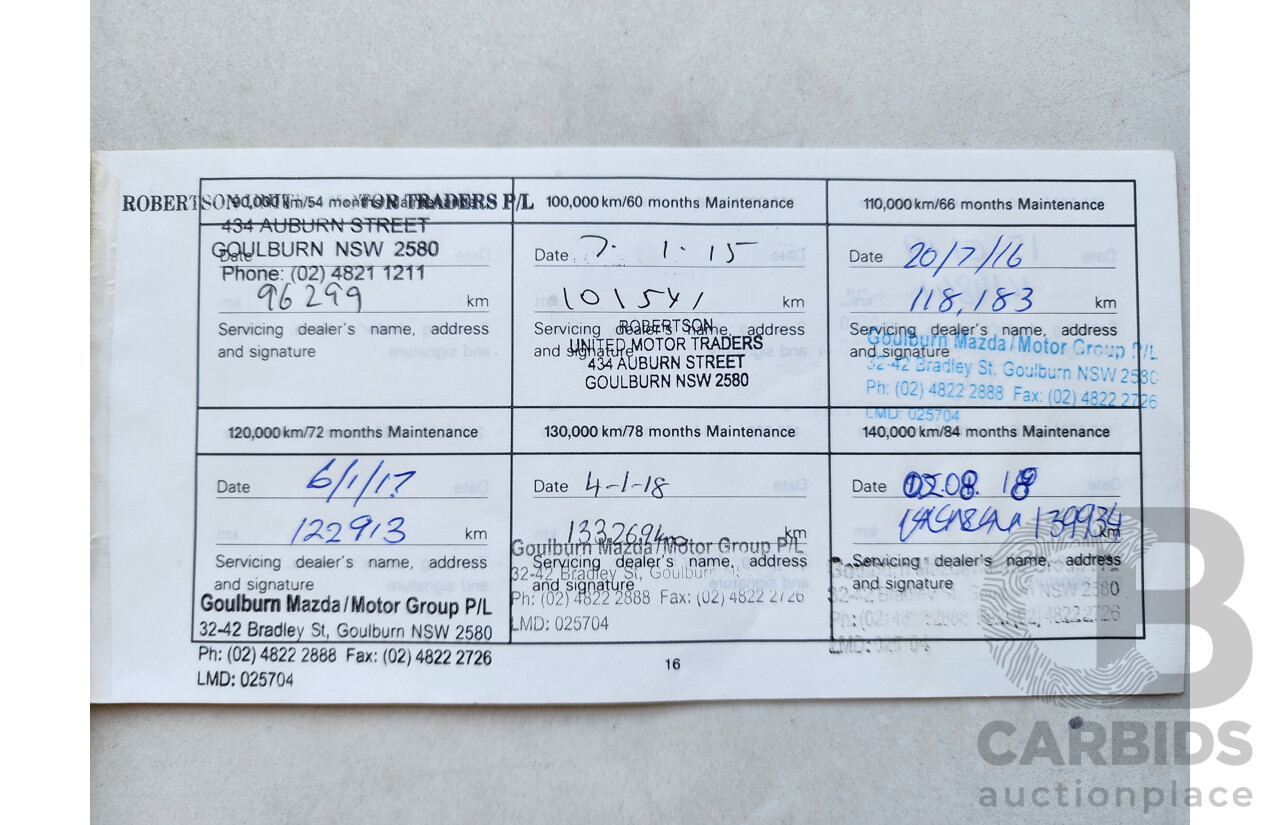 ROBERTSON UNIT TOR TRADERS P/L
90,000 km/54 months
434 AUBURN STREET
GOULBURN NSW 2580
Date
Phone: (02) 4821 1211
96299 km
Servicing dealer's name, address
and signature
100,000 km/60 months Maintenance
Date 7. 1. 15
101541 km
Servicing dealer's name, address
and signature
ROBERTSON
UNITED MOTOR TRADERS
434 AUBURN STREET
GOULBURN NSW 2580
110,000 km/66 months Maintenance
Date 20/7/16
118,183 km
Servicing dealer's name, address
and signature
Goulburn Mazda/Motor Group P/L
32-42 Bradley St, Goulburn NSW 2580
Ph: (02) 4822 2888 Fax: (02) 4822 2726
LMD: 025704
120,000 km/72 months Maintenance
Date 6/1/17
122913 km
Servicing dealer's name, address
and signature
Goulburn Mazda/Motor Group P/L
32-42 Bradley St, Goulburn NSW 2580
Ph: (02) 4822 2888 Fax: (02) 4822 2726
LMD: 025704
130,000 km/78 months Maintenance
Date 4-1-18
km
Servicing dealer's name, address
and signature
Goulburn Mazda/Motor Group P/L
32-42 Bradley St, Goulburn
Ph: (02) 4822 2888 Fax: (02) 4822 2726
LMD: 025704
140,000 km/84 months Maintenance
Date 02.08. 18
139934 km
Servicing dealer's name, address
and signature
NSW 2580
4822 2726
16
B
CARBIDS
auctionplace